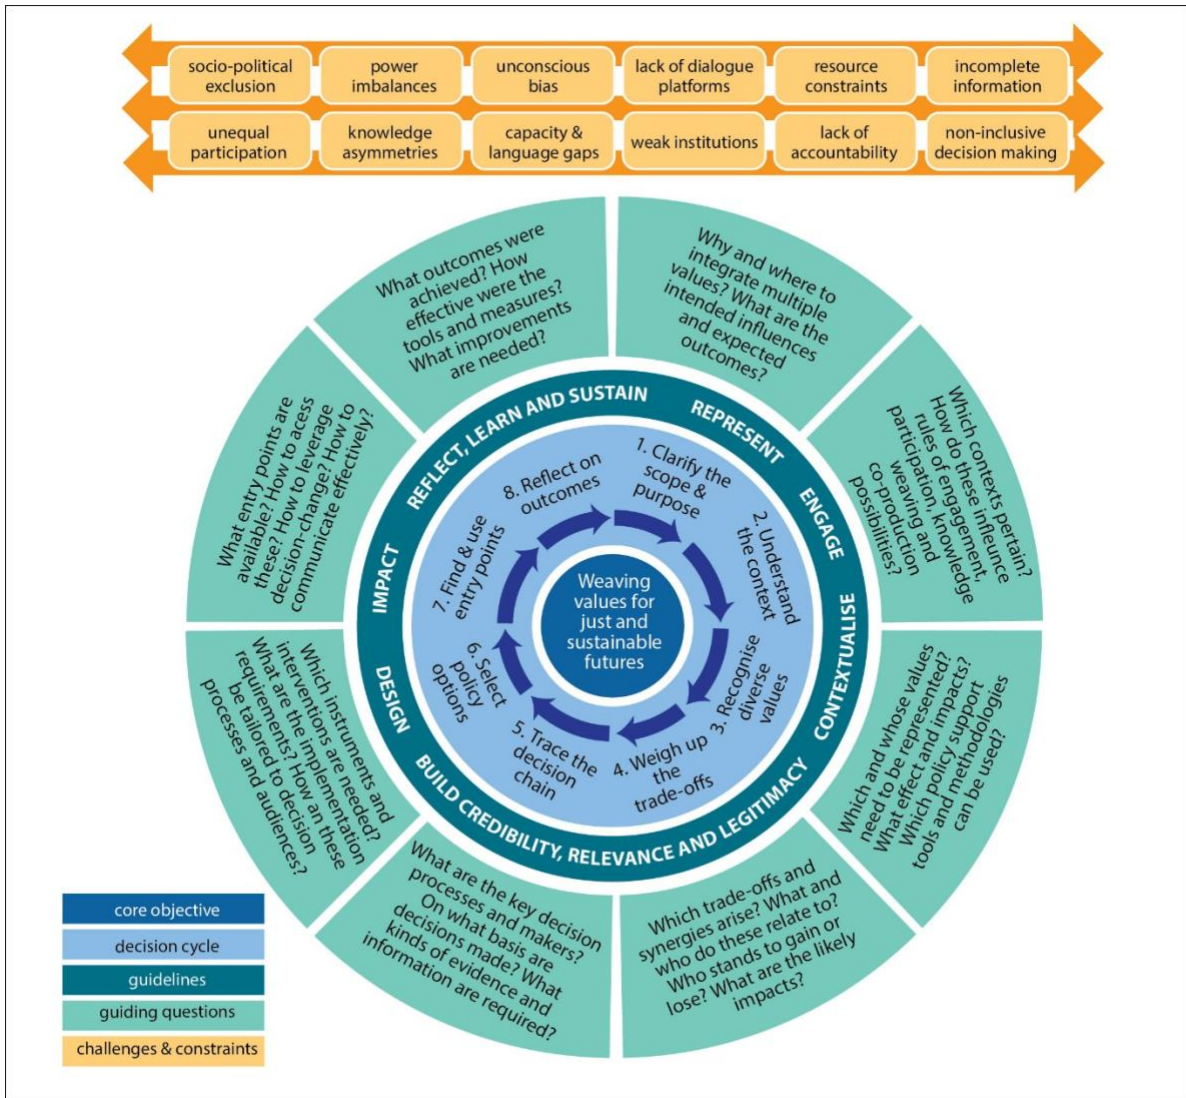 socio-political
exclusion
power
imbalances
unconscious
bias
lack of dialogue
platforms
resource
constraints
incomplete
information
unequal
participation
knowledge
asymmetries
capacity &
language gaps
weak institutions
lack of
accountability
non-inclusive
decision making
What outcomes were
achieved? How
effective were the
tools and measures?
What improvements
are needed?
Why and where to
integrate multiple
values? What are the
intended influences
and expected
outcomes?
Which contexts pertain?
How do these infleunce
rules of engagement,
participation, knowledge
weaving and
co-production
possibilities?
Which and whose values
need to be represented?
What effect and impacts?
Which policy support
tools and methodologies
can be used?
Which trade-offs and
synergies arise? What and
who do these relate to?
Who stands to gain or
lose? What are the likely
impacts?
What are the key decision
processes and makers?
On what basis are
decisions made? What
kinds of evidence and
information are required?
Which instruments and
interventions are needed?
What are the implementation
requirements? How an these
be tailored to decision
processes and audiences?
What entry points are
available? How to acess
these? How to leverage
decision-change? How to
communicate effectively?
REFLECT, LEARN AND SUSTAIN
REPRESENT
ENGAGE
CONTEXTUALISE
BUILD CREDIBILITY, RELEVANCE AND LEGITIMACY
DESIGN
IMPACT
1. Clarify the
scope &
purpose
2. Understand
the context
3. Recognise
diverse
values
4. Weigh up
the
trade-offs
5. Trace the
decision
chain
6. Select
policy
options
7. Find & use
entry points
8. Reflect on
outcomes
Weaving
values for
just and
sustainable
futures
core objective
decision cycle
guidelines
guiding questions
challenges & constraints